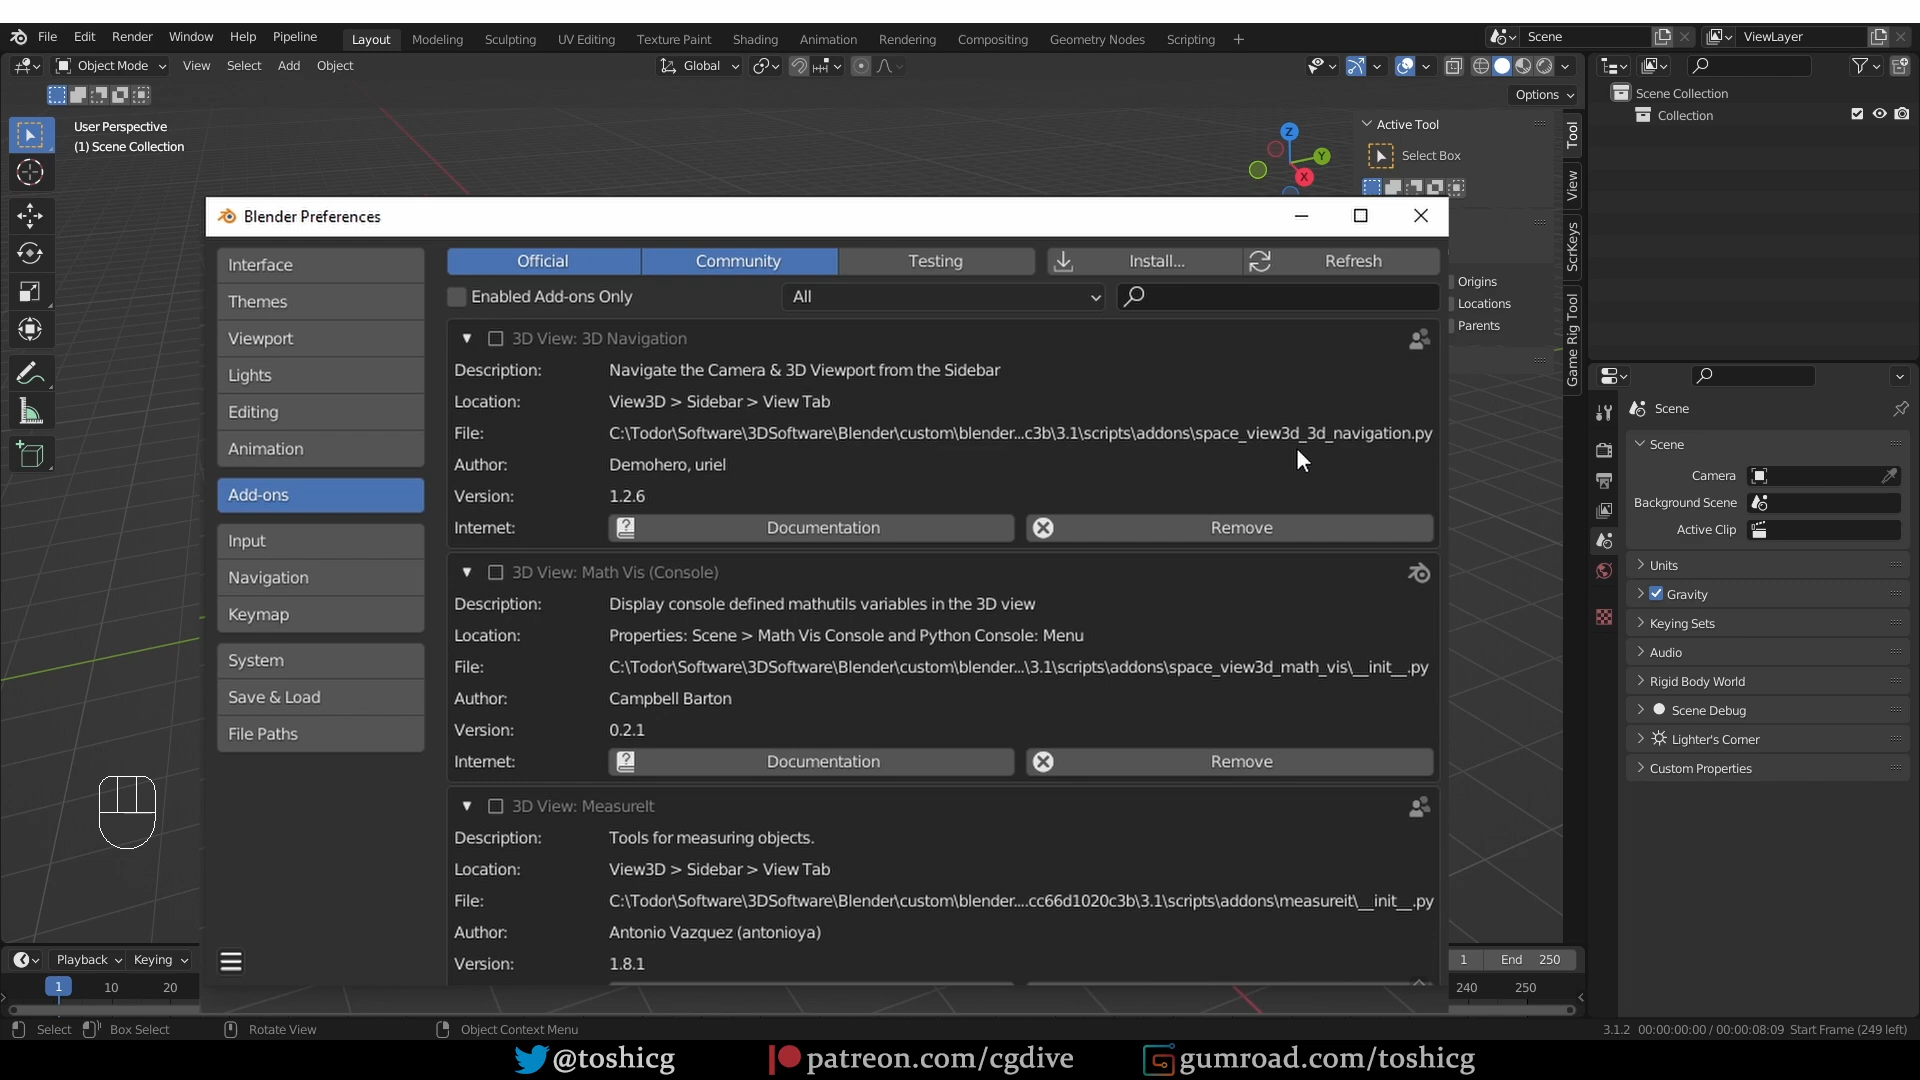 File Edit Render Window Help Pipeline Layout Modeling Sculpting UV Editing Texture Paint Shading Animation Rendering Compositing Geometry Nodes Scripting + Scene ViewLayer
Object Mode View Select Add Object Global
Options
User Perspective
(1) Scene Collection
Z
Y
X
Active Tool
Select Box
Tool
View
ScrKeys
Game Rig Tool
Origins
Locations
Parents
Scene Collection
Collection
Blender Preferences
Interface
Themes
Viewport
Lights
Editing
Animation
Add-ons
Input
Navigation
Keymap
System
Save & Load
File Paths
Official Community Testing Install... Refresh
Enabled Add-ons Only All
3D View: 3D Navigation
Description: Navigate the Camera & 3D Viewport from the Sidebar
Location: View3D > Sidebar > View Tab
File: C:\Todor\Software\3DSoftware\Blender\custom\blender...c3b\3.1\scripts\addons\space_view3d_3d_navigation.py
Author: Demohero, uriel
Version: 1.2.6
Internet: Documentation Remove
3D View: Math Vis (Console)
Description: Display console defined mathutils variables in the 3D view
Location: Properties: Scene > Math Vis Console and Python Console: Menu
File: C:\Todor\Software\3DSoftware\Blender\custom\blender...\3.1\scripts\addons\space_view3d_math_vis\__init__.py
Author: Campbell Barton
Version: 0.2.1
Internet: Documentation Remove
3D View: MeasureIt
Description: Tools for measuring objects.
Location: View3D > Sidebar > View Tab
File: C:\Todor\Software\3DSoftware\Blender\custom\blender....cc66d1020c3b\3.1\scripts\addons\measureit\__init__.py
Author: Antonio Vazquez (antonioya)
Version: 1.8.1
Scene
Scene
Camera
Background Scene
Active Clip
Units
Gravity
Keying Sets
Audio
Rigid Body World
Scene Debug
Lighter's Corner
Custom Properties
Playback Keying 1 End 250
1 10 20 240 250
Select Box Select Rotate View Object Context Menu 3.1.2 00:00:00:00 / 00:00:08:09 Start Frame (249 left)
@toshicg patreon.com/cgdive gumroad.com/toshicg